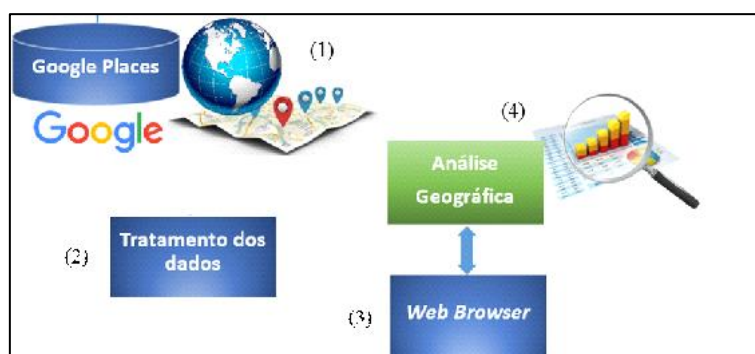 Google Places
(1)
Google
(4)
Análise
Geográfica
(2)
Tratamento dos
dados
(3)
Web Browser